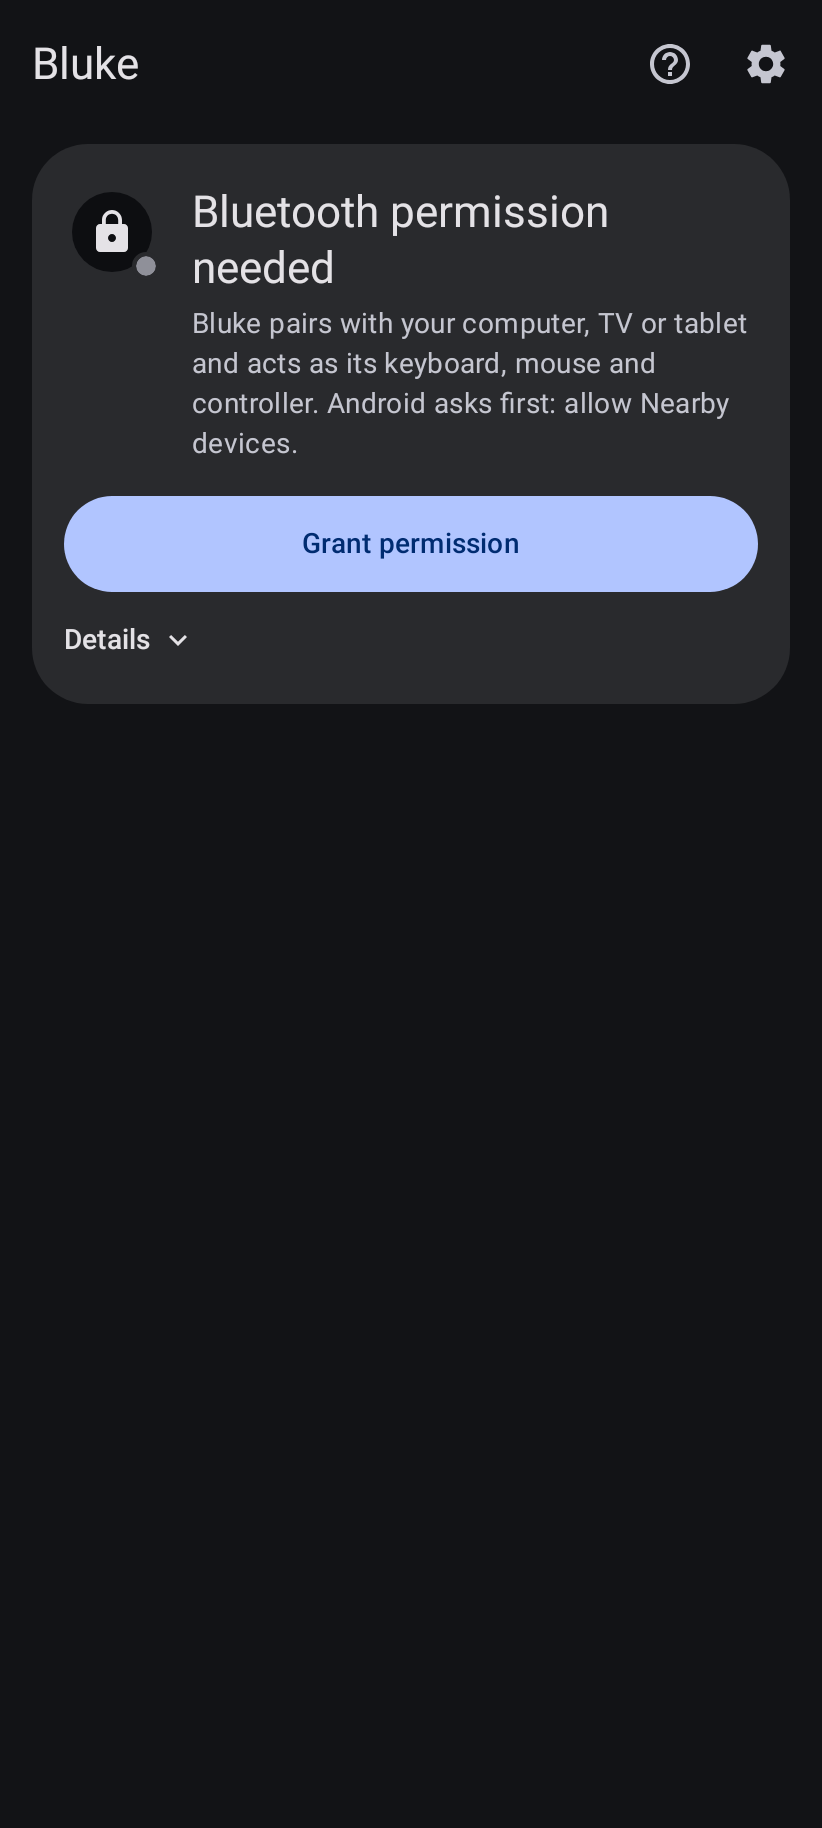 Bluke
Bluetooth permission
needed
Bluke pairs with your computer, TV or tablet
and acts as its keyboard, mouse and
controller. Android asks first: allow Nearby
devices.
Grant permission
Details